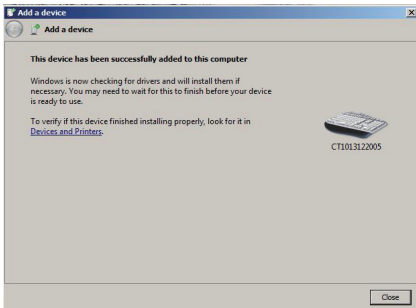 Add a device
Add a device
This device has been successfully added to this computer
Windows is now checking for drivers and will install them if
necessary. You may need to wait for this to finish before your device
is ready to use.
To verify if this device finished installing properly, look for it in
Devices and Printers.
CT1013122005
Close